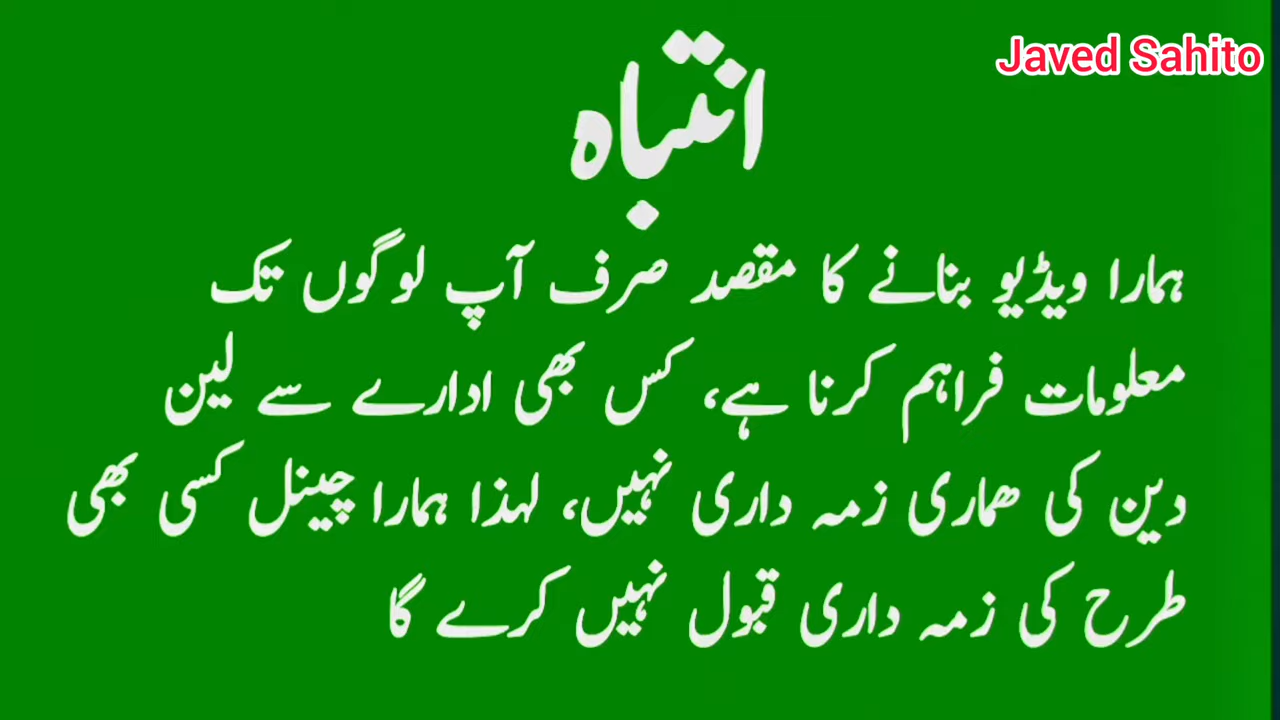 Javed Sahito
انتباہ
ہمارا ویڈیو بنانے کا مقصد صرف آپ لوگوں تک
معلومات فراہم کرنا ہے، کس بھی ادارے سے لین
دین کی ھماری زمہ داری نہیں، لہذا ہمارا چینل کسی بھی
طرح کی زمہ داری قبول نہیں کرے گا